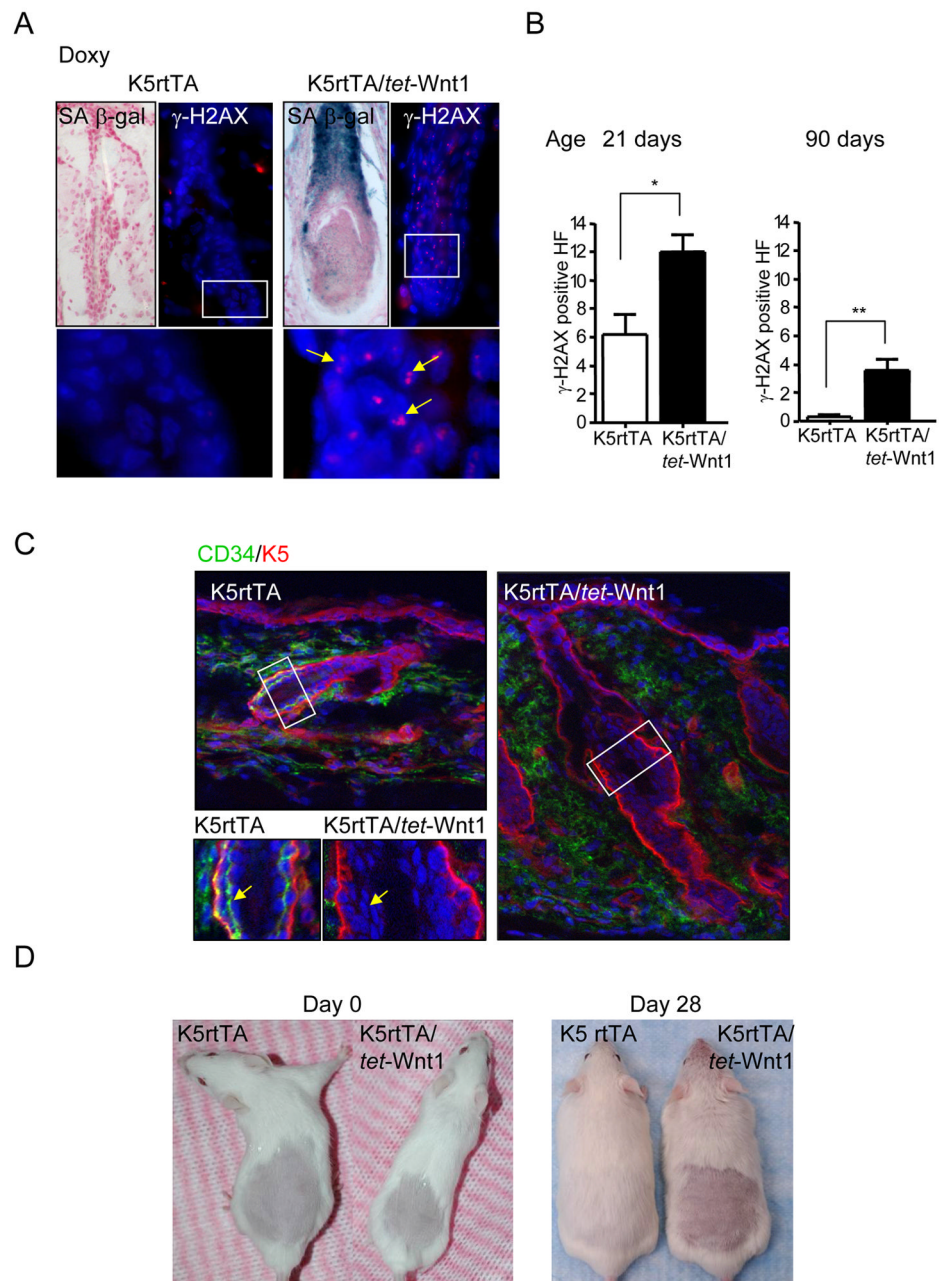 A
Doxy
K5rtTA
K5rtTA/tet-Wnt1
SA β-gal
γ-H2AX
SA β-gal
γ-H2AX
B
Age 21 days
90 days
γ-H2AX positive HF
14
12
10
8
6
4
2
0
*
K5rtTA
K5rtTA/
tet-Wnt1
γ-H2AX positive HF
14
12
10
8
6
4
2
0
**
K5rtTA
K5rtTA/
tet-Wnt1
C
CD34/K5
K5rtTA
K5rtTA/tet-Wnt1
K5rtTA
K5rtTA/tet-Wnt1
D
Day 0
K5rtTA
K5rtTA/
tet-Wnt1
Day 28
K5 rtTA
K5rtTA/
tet-Wnt1